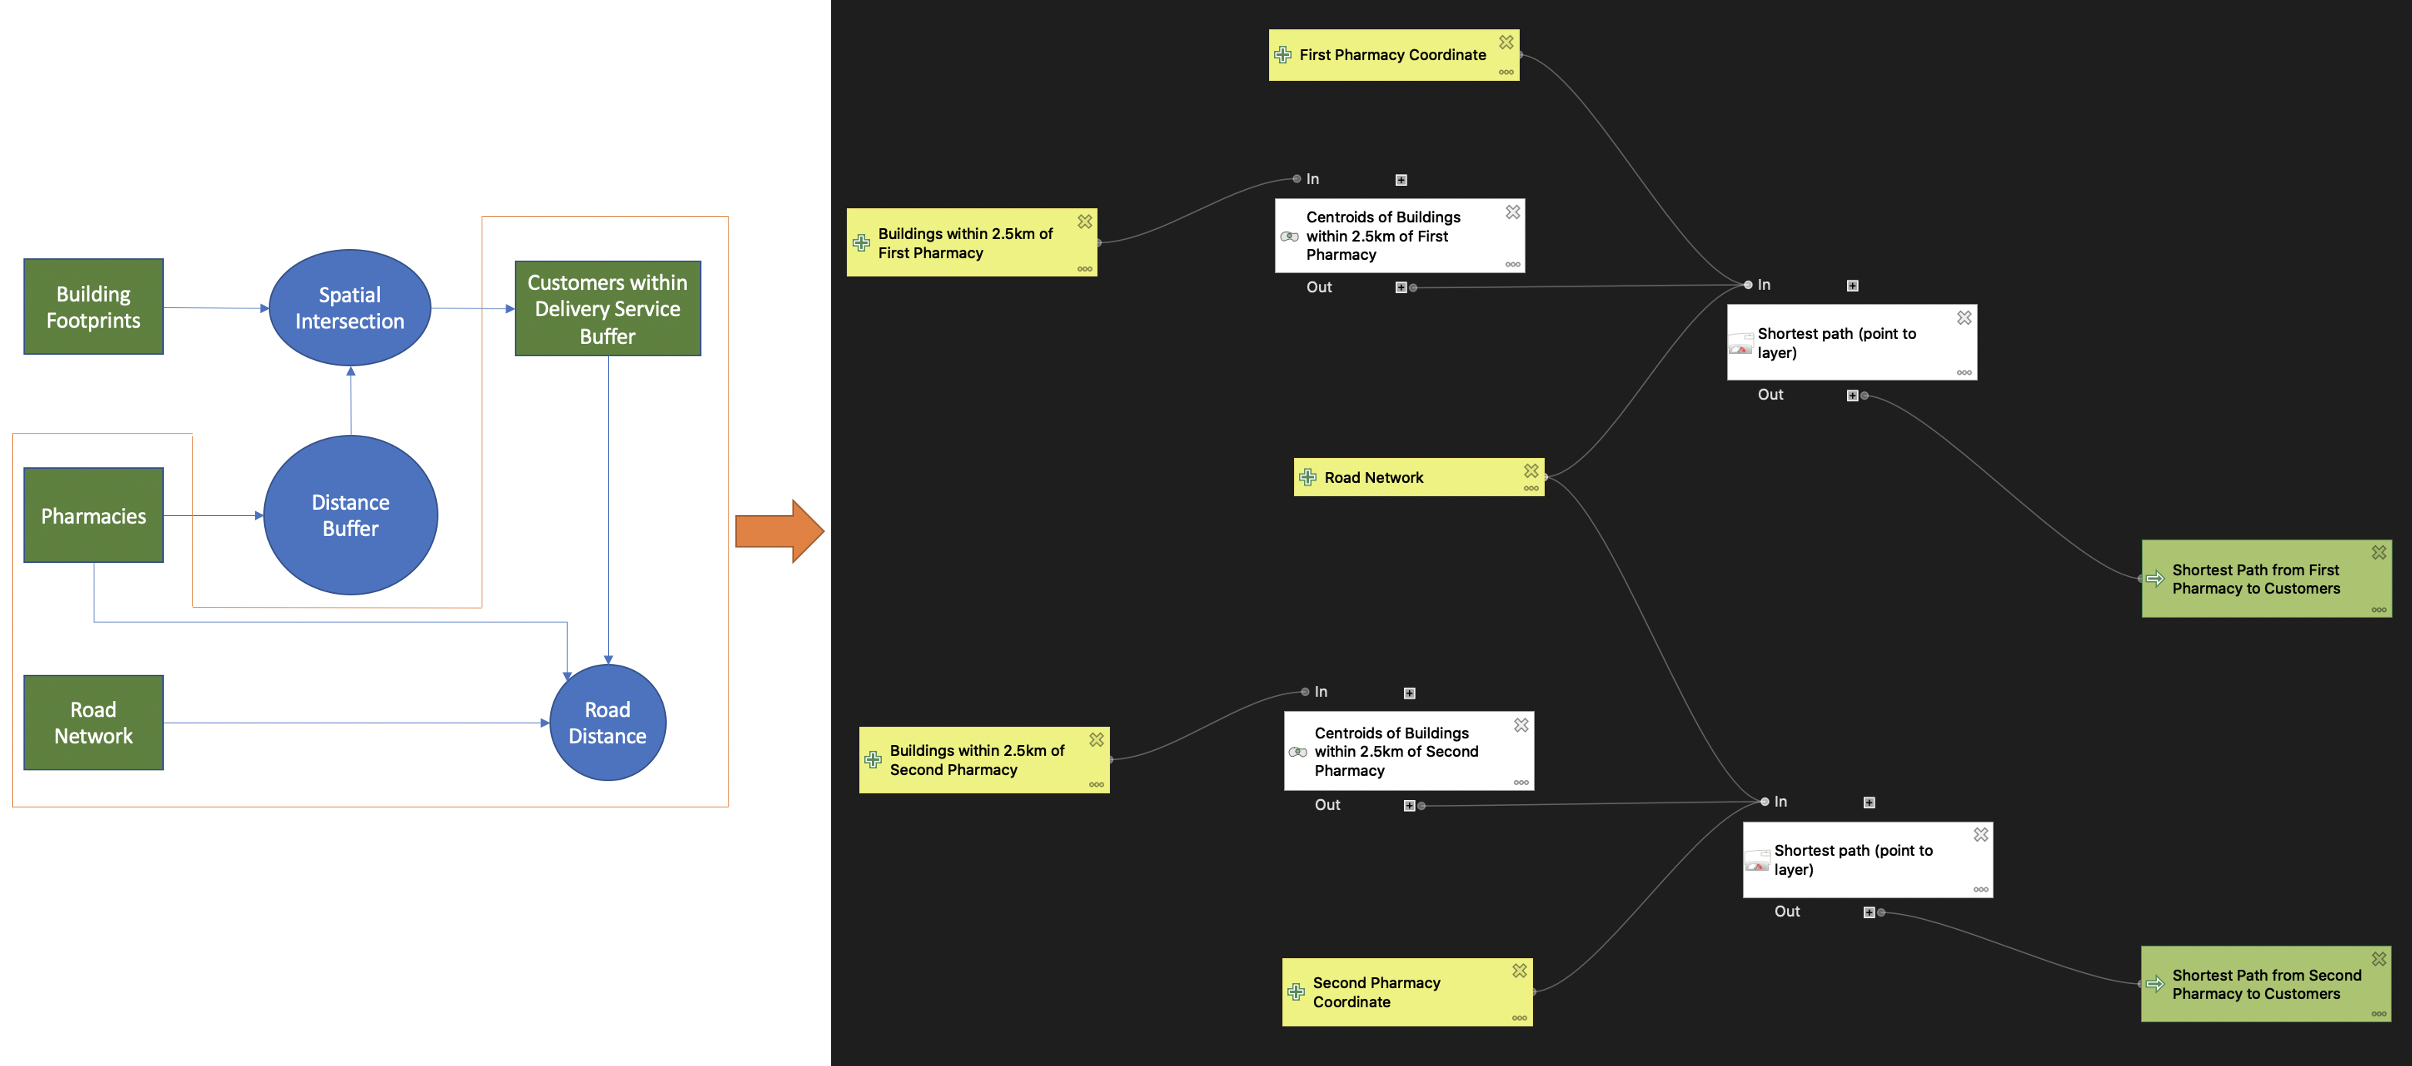 Building
Footprints
Spatial
Intersection
Customers within
Delivery Service
Buffer
Pharmacies
Distance
Buffer
Road
Network
Road
Distance
First Pharmacy Coordinate
In
Buildings within 2.5km of
First Pharmacy
Centroids of Buildings
within 2.5km of First
Pharmacy
Out
In
Shortest path (point to
layer)
Out
Road Network
Shortest Path from First
Pharmacy to Customers
In
Buildings within 2.5km of
Second Pharmacy
Centroids of Buildings
within 2.5km of Second
Pharmacy
Out
In
Shortest path (point to
layer)
Out
Second Pharmacy
Coordinate
Shortest Path from Second
Pharmacy to Customers